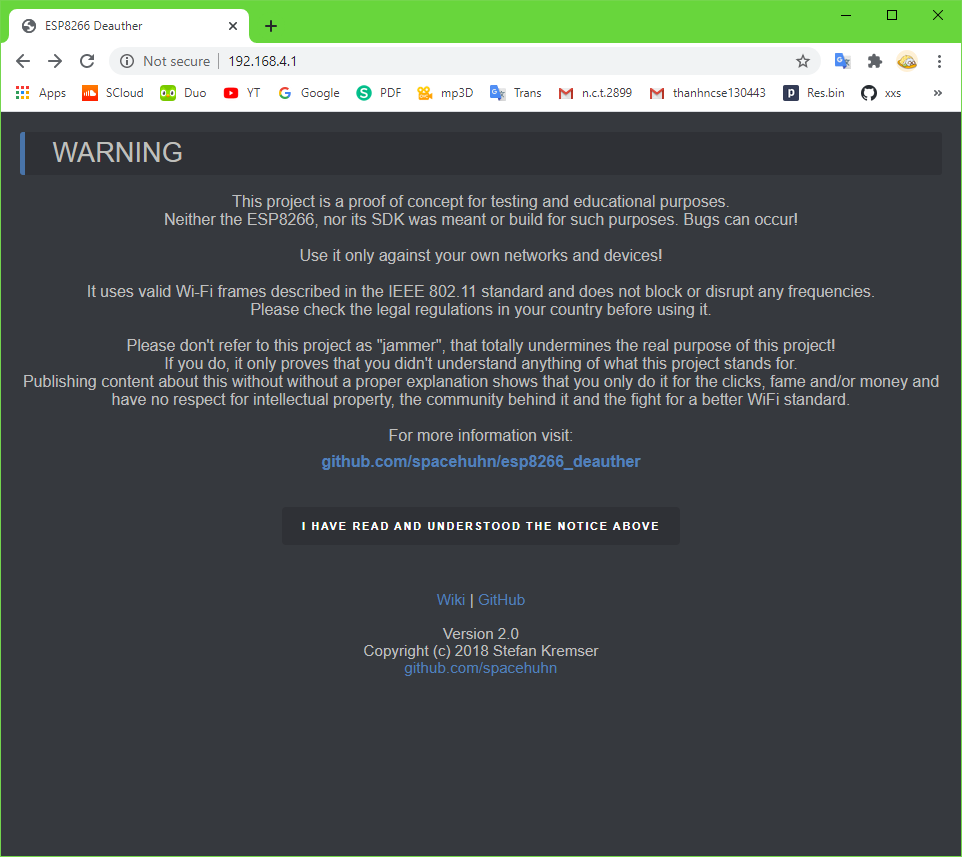 ESP8266 Deauther
Not secure | 192.168.4.1
Apps SCloud Duo YT Google PDF mp3D Trans n.c.t.2899 thanhncse130443 Res.bin xxs »
WARNING
This project is a proof of concept for testing and educational purposes.
Neither the ESP8266, nor its SDK was meant or build for such purposes. Bugs can occur!
Use it only against your own networks and devices!
It uses valid Wi-Fi frames described in the IEEE 802.11 standard and does not block or disrupt any frequencies.
Please check the legal regulations in your country before using it.
Please don't refer to this project as "jammer", that totally undermines the real purpose of this project!
If you do, it only proves that you didn't understand anything of what this project stands for.
Publishing content about this without without a proper explanation shows that you only do it for the clicks, fame and/or money and
have no respect for intellectual property, the community behind it and the fight for a better WiFi standard.
For more information visit:
github.com/spacehuhn/esp8266_deauther
I HAVE READ AND UNDERSTOOD THE NOTICE ABOVE
Wiki | GitHub
Version 2.0
Copyright (c) 2018 Stefan Kremser
github.com/spacehuhn